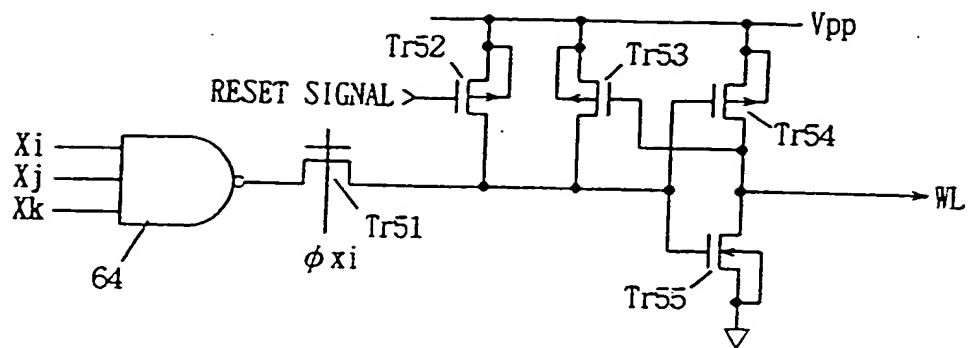 Vpp
Tr52
Tr53
RESET SIGNAL
Tr54
Xi
Xj
Xk
WL
Tr51
64
φxi
Tr55